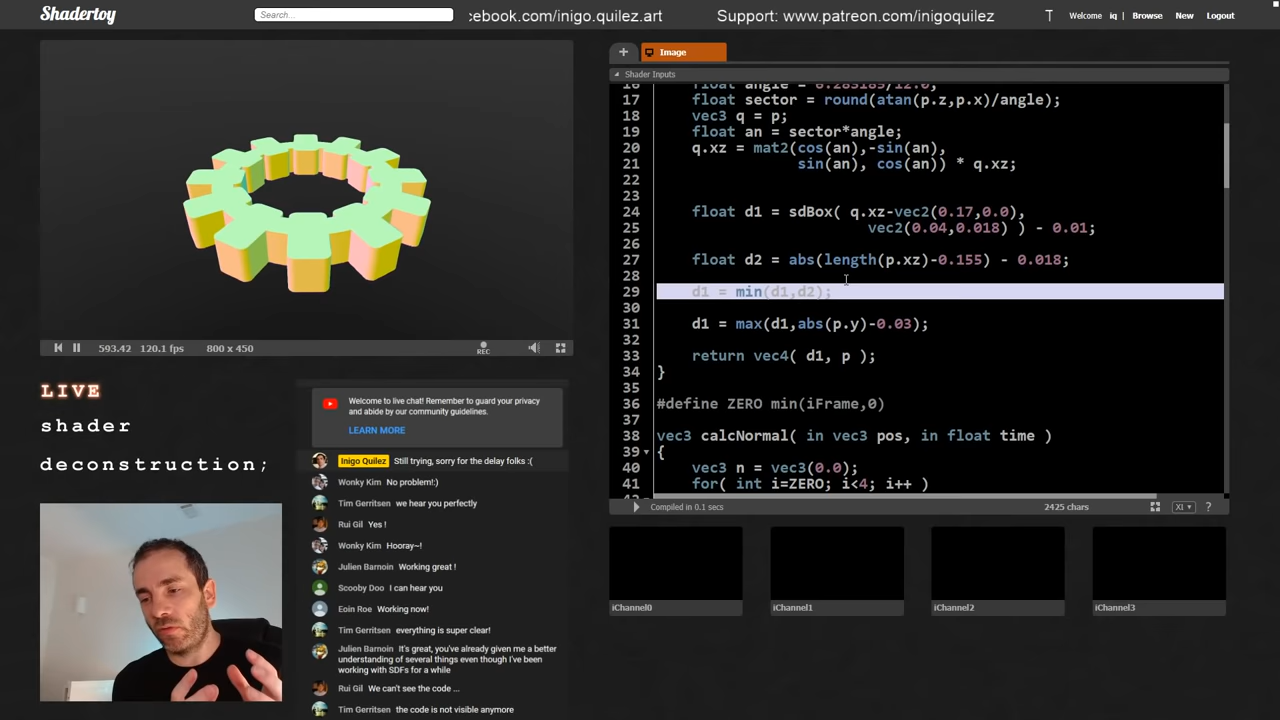 Shadertoy
Search...
cebook.com/inigo.quilez.art
Support: www.patreon.com/inigoquilez
T
Welcome iq | Browse New Logout
+ Image
Shader Inputs
17 float sector = round(atan(p.z,p.x)/angle);
18 vec3 q = p;
19 float an = sector*angle;
20 q.xz = mat2(cos(an),-sin(an),
21 sin(an), cos(an)) * q.xz;
22
23
24 float d1 = sdBox( q.xz-vec2(0.17,0.0),
25 vec2(0.04,0.018) ) - 0.01;
26
27 float d2 = abs(length(p.xz)-0.155) - 0.018;
28
29 d1 = min(d1,d2);
30
31 d1 = max(d1,abs(p.y)-0.03);
32
33 return vec4( d1, p );
34 }
35
36 #define ZERO min(iFrame,0)
37
38 vec3 calcNormal( in vec3 pos, in float time )
39 {
40 vec3 n = vec3(0.0);
41 for( int i=ZERO; i<4; i++ )
593.42 120.1 fps 800 x 450
REC
Compiled in 0.1 secs
2425 chars
XI
?
iChannel0
iChannel1
iChannel2
iChannel3
LIVE
shader
deconstruction;
Welcome to live chat! Remember to guard your privacy
and abide by our community guidelines.
LEARN MORE
Inigo Quilez Still trying, sorry for the delay folks :(
Wonky Kim No problem!:)
Tim Gerritsen we hear you perfectly
Rui Gil Yes !
Wonky Kim Hooray~!
Julien Barnoin Working great !
Scooby Doo I can hear you
Eoin Roe Working now!
Tim Gerritsen everything is super clear!
Julien Barnoin It's great, you've already given me a better
understanding of several things even though I've been
working with SDFs for a while
Rui Gil We can't see the code ...
Tim Gerritsen the code is not visible anymore